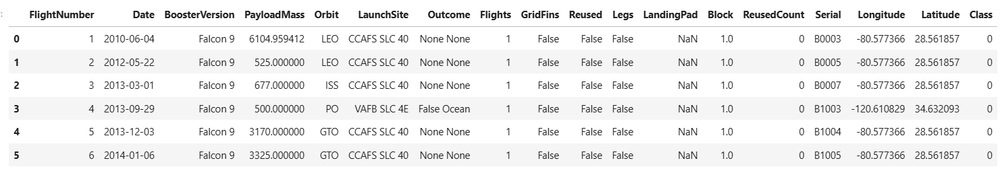 FlightNumber Date BoosterVersion PayloadMass Orbit LaunchSite Outcome Flights GridFins Reused Legs LandingPad Block ReusedCount Serial Longitude Latitude Class
0 1 2010-06-04 Falcon 9 6104.959412 LEO CCAFS SLC 40 None None 1 False False False NaN 1.0 0 B0003 -80.577366 28.561857 0
1 2 2012-05-22 Falcon 9 525.000000 LEO CCAFS SLC 40 None None 1 False False False NaN 1.0 0 B0005 -80.577366 28.561857 0
2 3 2013-03-01 Falcon 9 677.000000 ISS CCAFS SLC 40 None None 1 False False False NaN 1.0 0 B0007 -80.577366 28.561857 0
3 4 2013-09-29 Falcon 9 500.000000 PO VAFB SLC 4E False Ocean 1 False False False NaN 1.0 0 B1003 -120.610829 34.632093 0
4 5 2013-12-03 Falcon 9 3170.000000 GTO CCAFS SLC 40 None None 1 False False False NaN 1.0 0 B1004 -80.577366 28.561857 0
5 6 2014-01-06 Falcon 9 3325.000000 GTO CCAFS SLC 40 None None 1 False False False NaN 1.0 0 B1005 -80.577366 28.561857 0